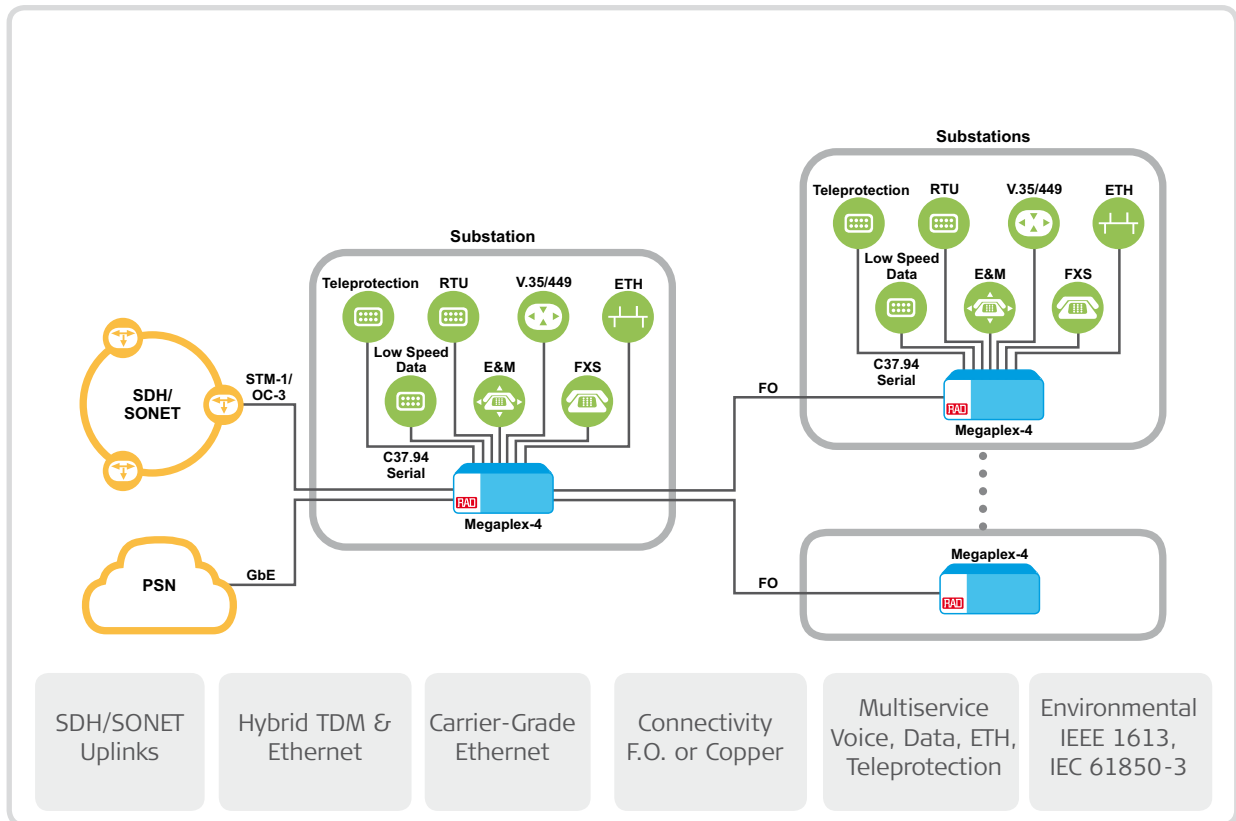 Substations
Teleprotection RTU V.35/449 ETH
Low Speed
Data
E&M FXS
C37.94
Serial
RAD
Megaplex-4
Substation
Teleprotection RTU V.35/449 ETH
Low Speed
Data
E&M FXS
C37.94
Serial
RAD
Megaplex-4
SDH/
SONET
STM-1/
OC-3
PSN
GbE
FO
FO
Megaplex-4
RAD
SDH/SONET
Uplinks
Hybrid TDM &
Ethernet
Carrier-Grade
Ethernet
Connectivity
F.O. or Copper
Multiservice
Voice, Data, ETH,
Teleprotection
Environmental
IEEE 1613,
IEC 61850-3